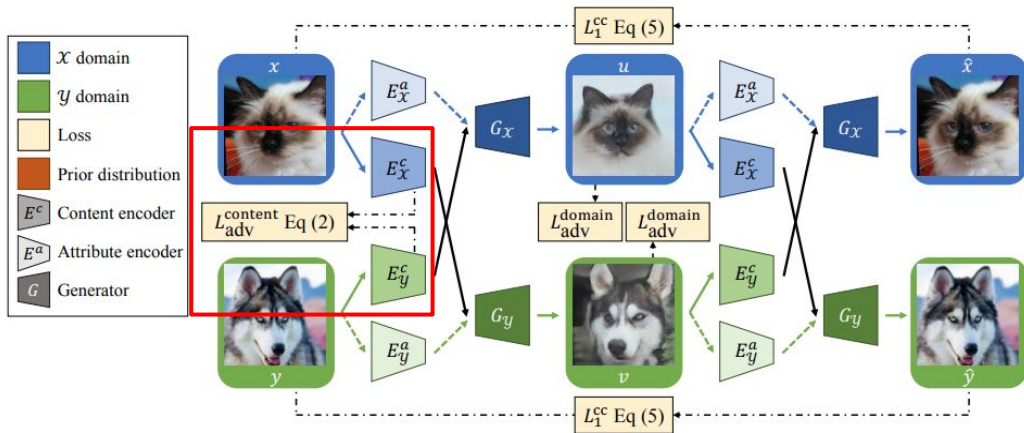 𝒳 domain
𝒴 domain
Loss
Prior distribution
E^c Content encoder
E^a Attribute encoder
G Generator
L_1^cc Eq (5)
x
u
x̂
E_𝒳^a
E_𝒳^c
G_𝒳
E_𝒳^a
E_𝒳^c
G_𝒳
L_adv^content Eq (2)
L_adv^domain
L_adv^domain
E_𝒴^c
E_𝒴^a
G_𝒴
E_𝒴^c
E_𝒴^a
G_𝒴
y
v
ŷ
L_1^cc Eq (5)